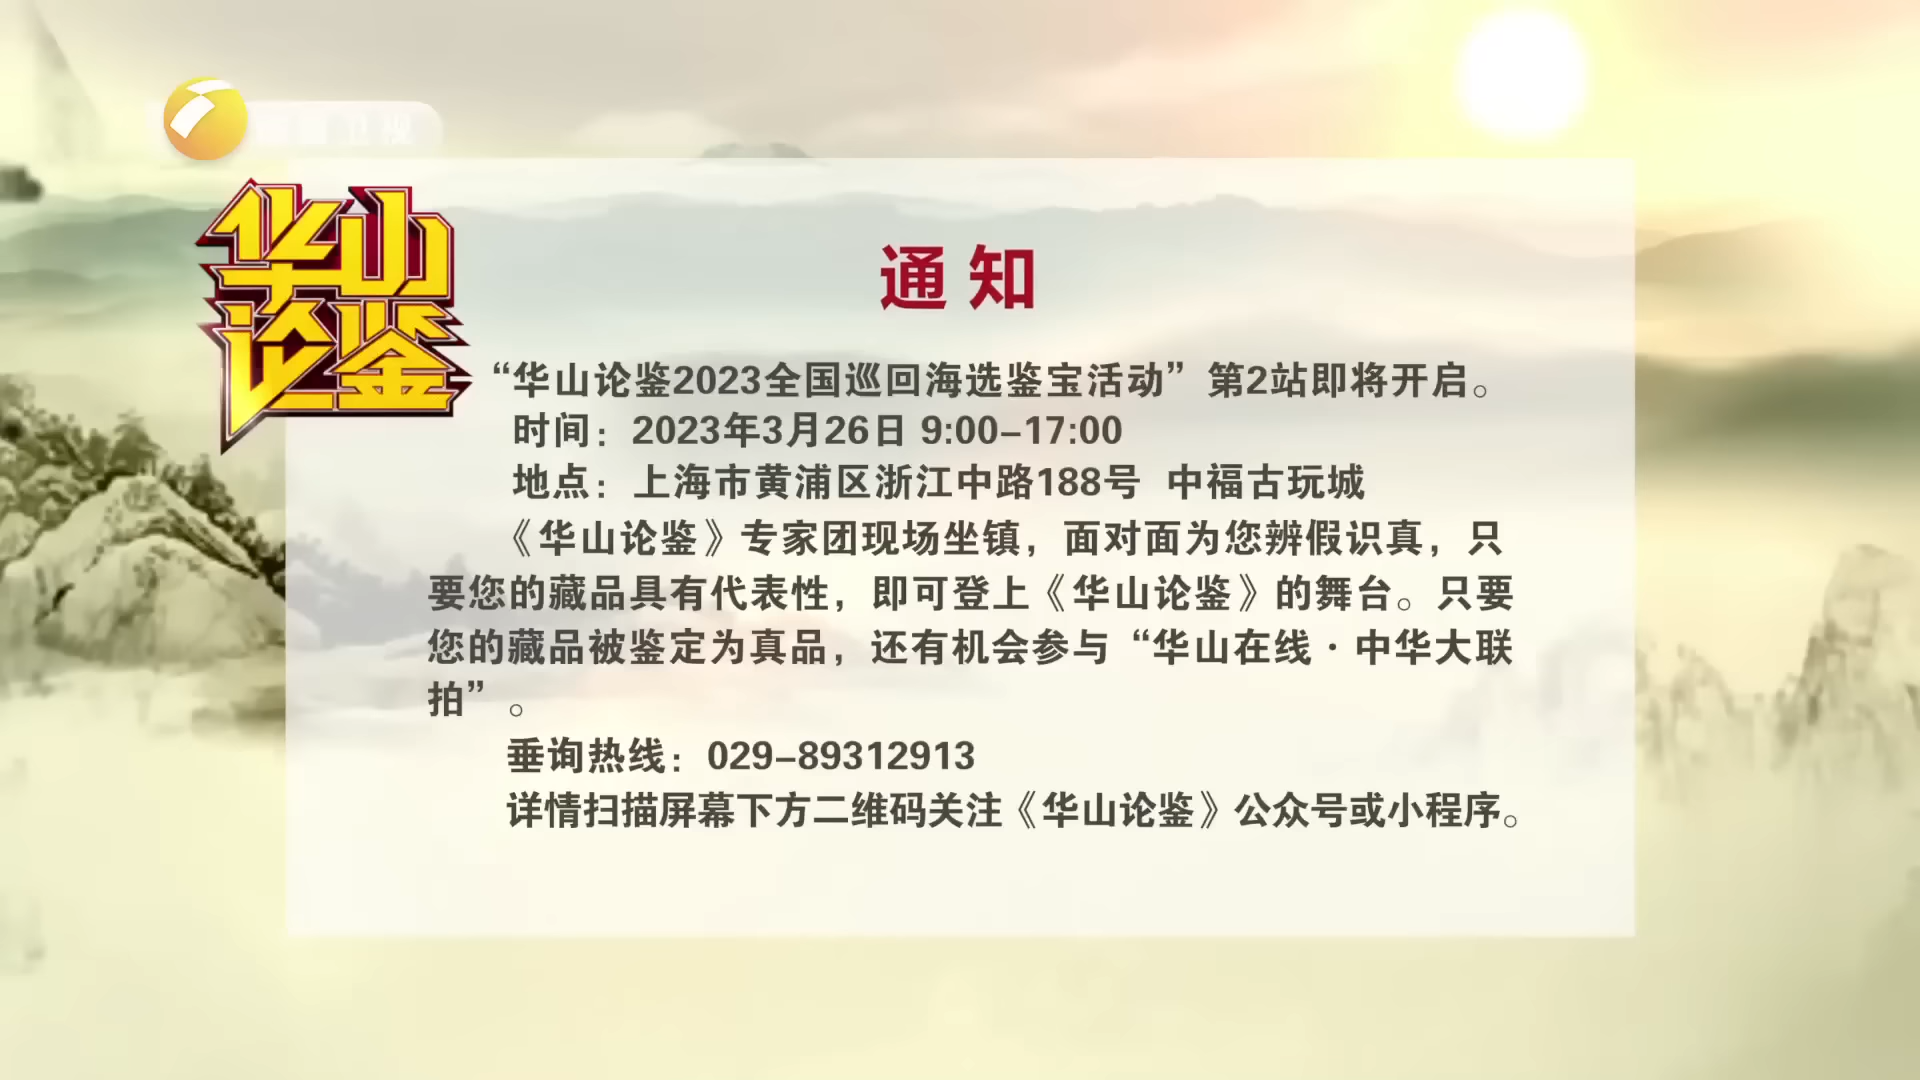 卫视
华山
论鉴
通知
“华山论鉴2023全国巡回海选鉴宝活动”第2站即将开启。
时间：2023年3月26日 9:00-17:00
地点：上海市黄浦区浙江中路188号 中福古玩城
《华山论鉴》专家团现场坐镇，面对面为您辨假识真，只
要您的藏品具有代表性，即可登上《华山论鉴》的舞台。只要
您的藏品被鉴定为真品，还有机会参与“华山在线·中华大联
拍”。
垂询热线：029-89312913
详情扫描屏幕下方二维码关注《华山论鉴》公众号或小程序。